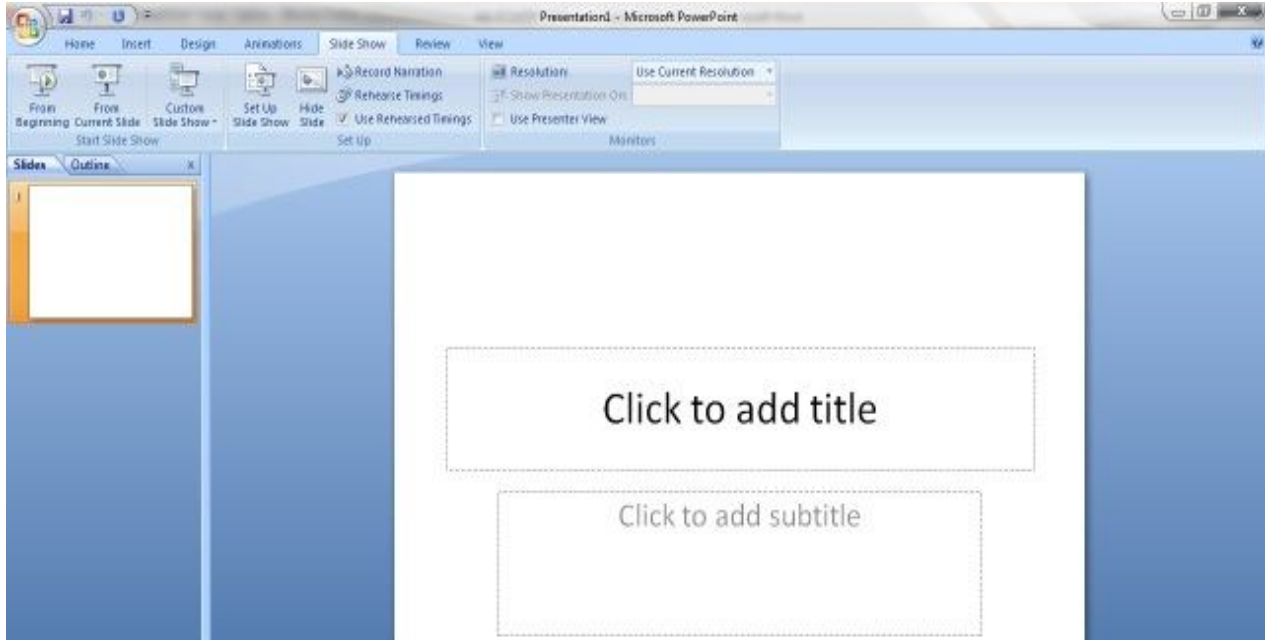 Presentation1 - Microsoft PowerPoint
Home Insert Design Animations Slide Show Review View
From Beginning
From Current Slide
Custom Slide Show
Start Slide Show
Set Up Slide Show
Hide Slide
Record Narration
Rehearse Timings
Use Rehearsed Timings
Set Up
Resolution: Use Current Resolution
Show Presentation On:
Use Presenter View
Monitors
Slides Outline
1
Click to add title
Click to add subtitle